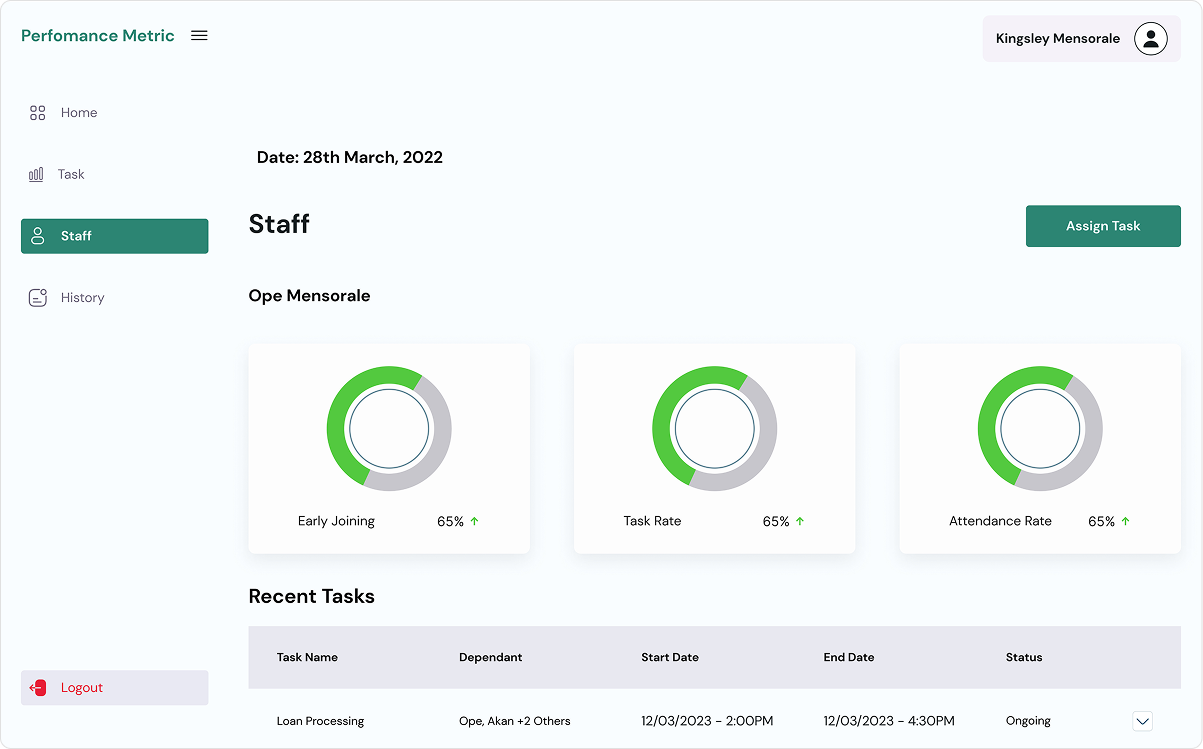 Perfomance Metric
Kingsley Mensorale
Home
Task
Staff
History
Logout
Date: 28th March, 2022
Staff
Assign Task
Ope Mensorale
Early Joining 65%
Task Rate 65%
Attendance Rate 65%
Recent Tasks
Task Name Dependant Start Date End Date Status
Loan Processing Ope, Akan +2 Others 12/03/2023 - 2:00PM 12/03/2023 - 4:30PM Ongoing